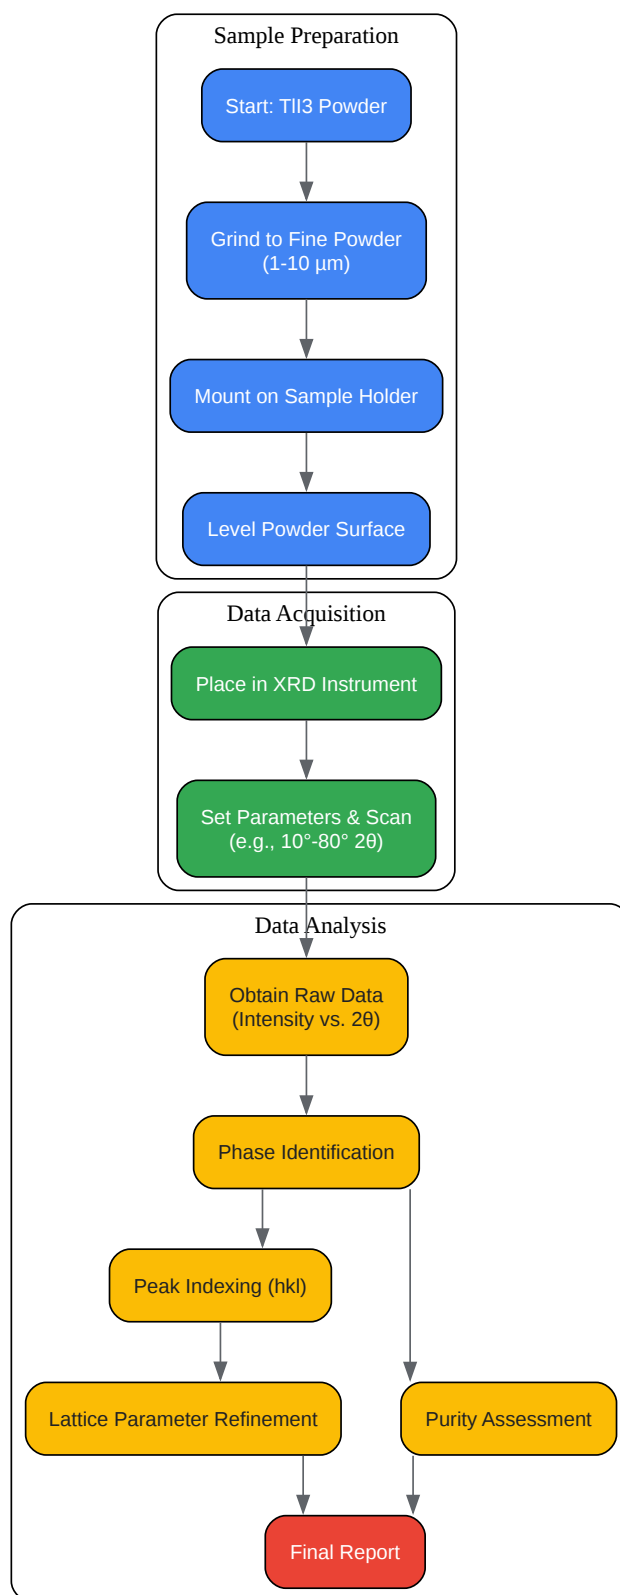 Sample Preparation
Start: TlI3 Powder
Grind to Fine Powder
(1-10 µm)
Mount on Sample Holder
Level Powder Surface
Data Acquisition
Place in XRD Instrument
Set Parameters & Scan
(e.g., 10°-80° 2θ)
Data Analysis
Obtain Raw Data
(Intensity vs. 2θ)
Phase Identification
Peak Indexing (hkl)
Lattice Parameter Refinement
Purity Assessment
Final Report